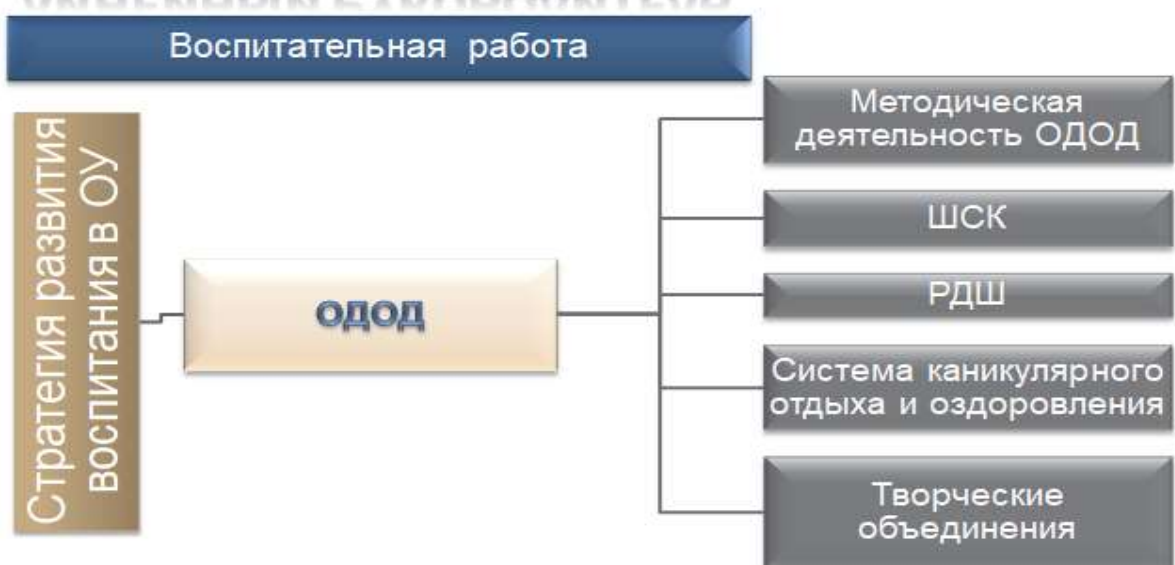 Воспитательная работа
Стратегия развития
воспитания в ОУ
ОДОД
Методическая
деятельность ОДОД
ШСК
РДШ
Система каникулярного
отдыха и оздоровления
Творческие
объединения